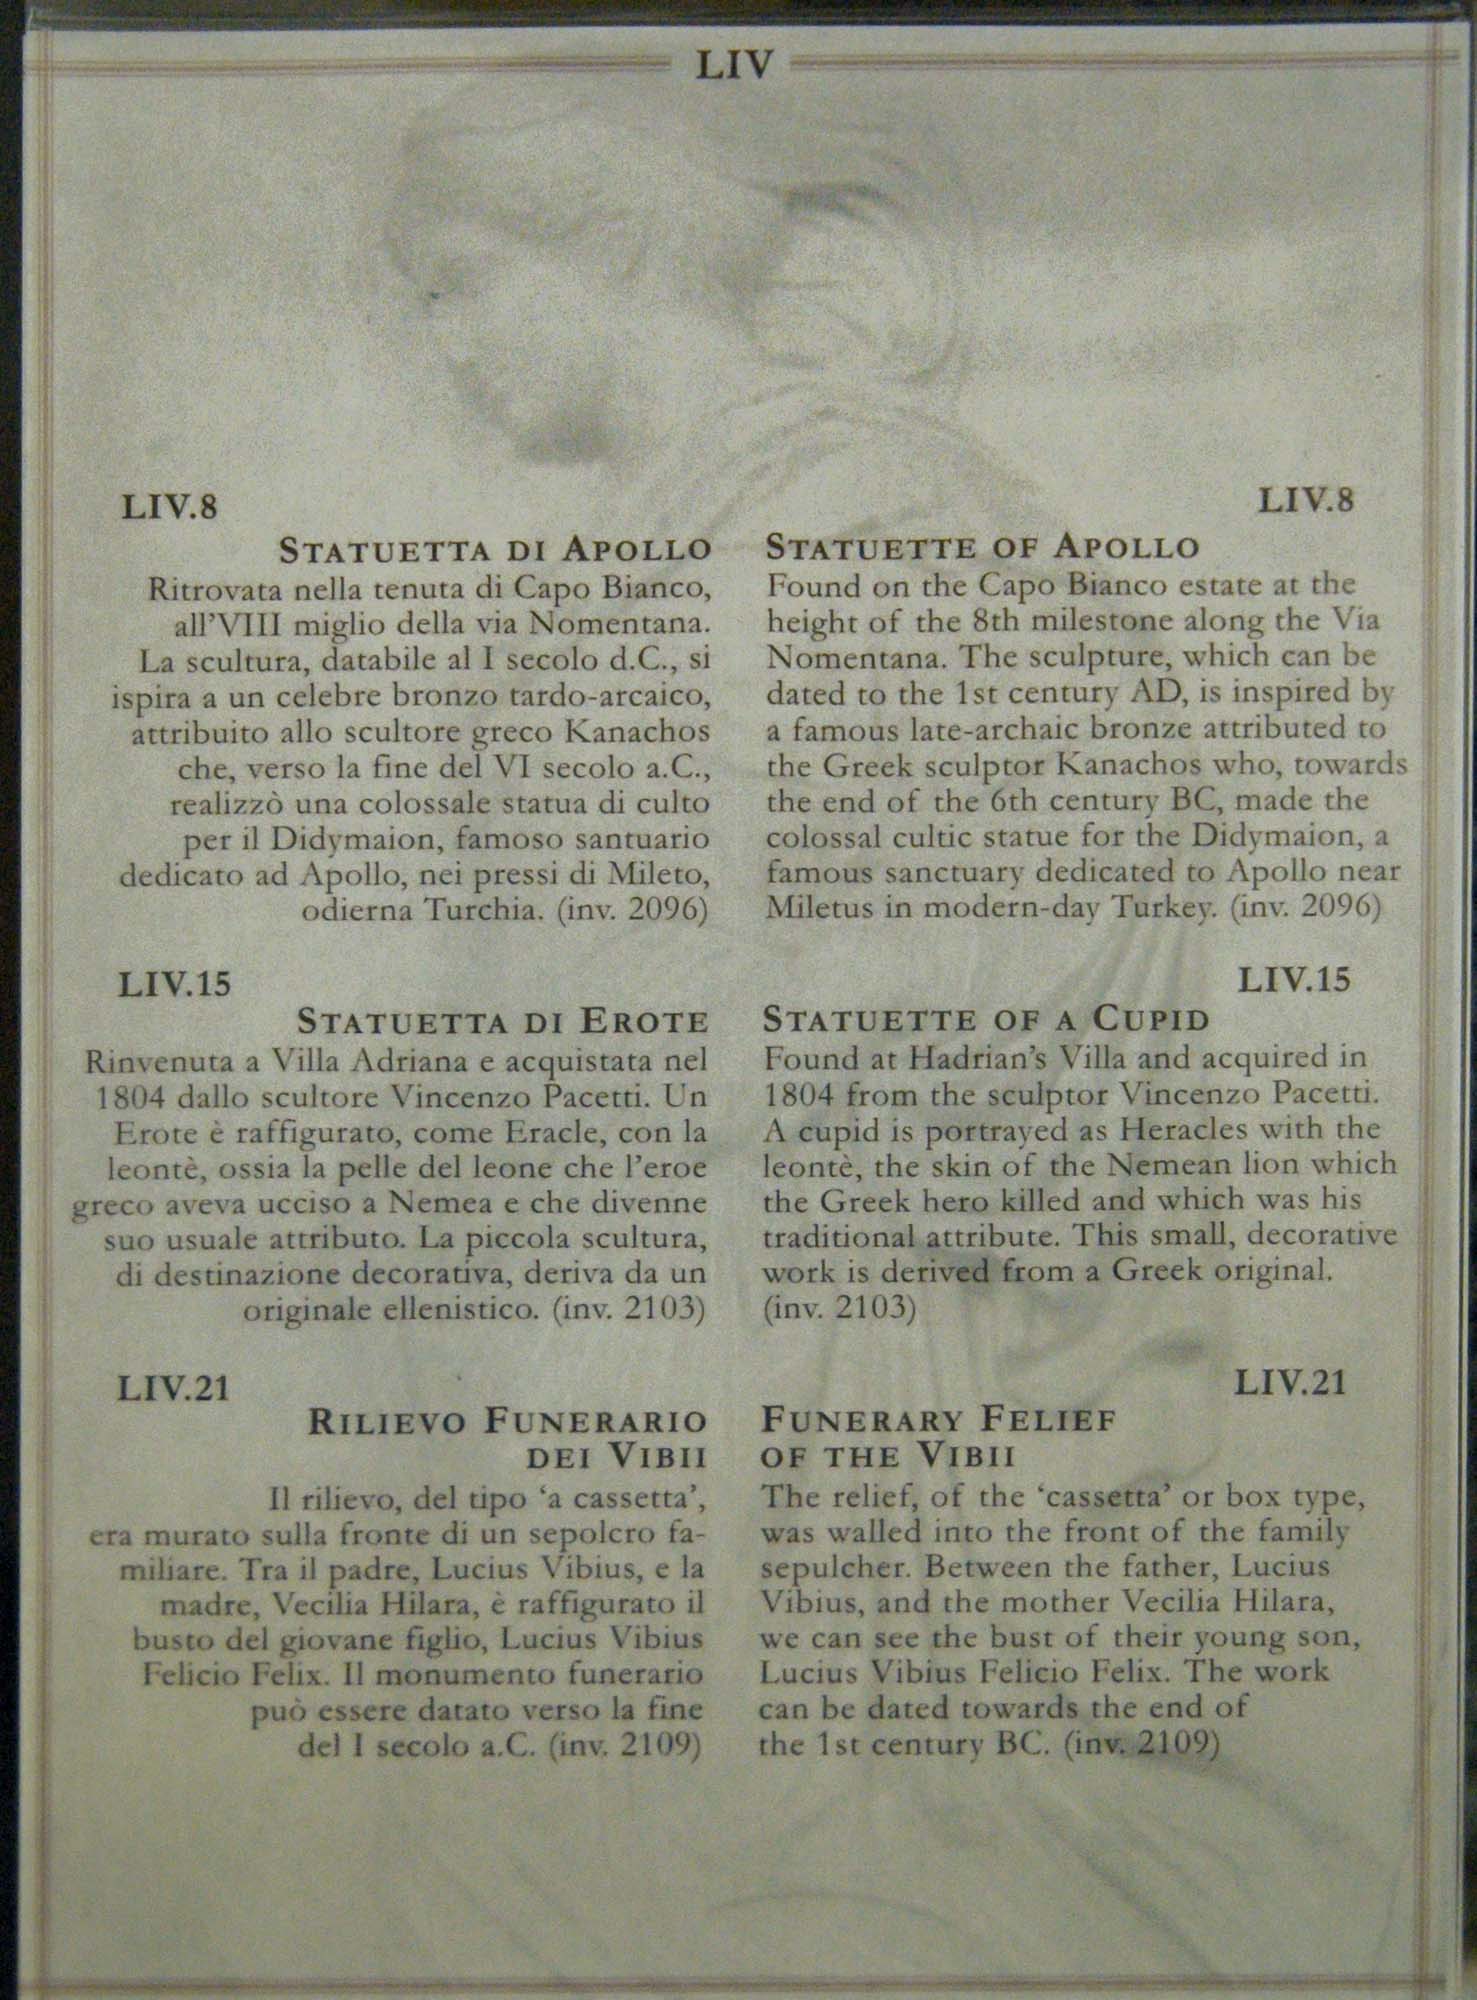 LIV
LIV.8
STATUETTA DI APOLLO
Ritrovata nella tenuta di Capo Bianco,
all'VIII miglio della via Nomentana.
La scultura, databile al I secolo d.C., si
ispira a un celebre bronzo tardo-arcaico,
attribuito allo scultore greco Kanachos
che, verso la fine del VI secolo a.C.,
realizzò una colossale statua di culto
per il Didymaion, famoso santuario
dedicato ad Apollo, nei pressi di Mileto,
odierna Turchia. (inv. 2096)
LIV.15
STATUETTA DI EROTE
Rinvenuta a Villa Adriana e acquistata nel
1804 dallo scultore Vincenzo Pacetti. Un
Erote è raffigurato, come Eracle, con la
leontè, ossia la pelle del leone che l'eroe
greco aveva ucciso a Nemea e che divenne
suo usuale attributo. La piccola scultura,
di destinazione decorativa, deriva da un
originale ellenistico. (inv. 2103)
LIV.21
RILIEVO FUNERARIO
DEI VIBII
Il rilievo, del tipo 'a cassetta',
era murato sulla fronte di un sepolcro fa-
miliare. Tra il padre, Lucius Vibius, e la
madre, Vecilia Hilara, è raffigurato il
busto del giovane figlio, Lucius Vibius
Felicio Felix. Il monumento funerario
può essere datato verso la fine
del I secolo a.C. (inv. 2109)
LIV.8
STATUETTE OF APOLLO
Found on the Capo Bianco estate at the
height of the 8th milestone along the Via
Nomentana. The sculpture, which can be
dated to the 1st century AD, is inspired by
a famous late-archaic bronze attributed to
the Greek sculptor Kanachos who, towards
the end of the 6th century BC, made the
colossal cultic statue for the Didymaion, a
famous sanctuary dedicated to Apollo near
Miletus in modern-day Turkey. (inv. 2096)
LIV.15
STATUETTE OF A CUPID
Found at Hadrian's Villa and acquired in
1804 from the sculptor Vincenzo Pacetti.
A cupid is portrayed as Heracles with the
leontè, the skin of the Nemean lion which
the Greek hero killed and which was his
traditional attribute. This small, decorative
work is derived from a Greek original.
(inv. 2103)
LIV.21
FUNERARY FELIEF
OF THE VIBII
The relief, of the 'cassetta' or box type,
was walled into the front of the family
sepulcher. Between the father, Lucius
Vibius, and the mother Vecilia Hilara,
we can see the bust of their young son,
Lucius Vibius Felicio Felix. The work
can be dated towards the end of
the 1st century BC. (inv. 2109)